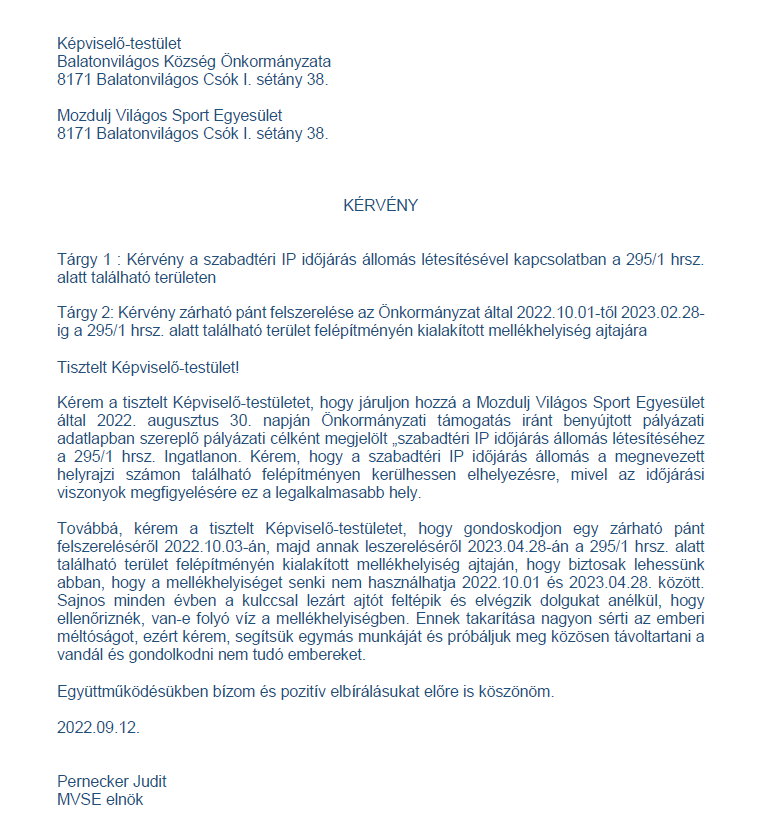 Képviselő-testület
Balatonvilágos Község Önkormányzata
8171 Balatonvilágos Csók I. sétány 38.
Mozdulj Világos Sport Egyesület
8171 Balatonvilágos Csók I. sétány 38.
KÉRVÉNY
Tárgy 1 : Kérvény a szabadtéri IP időjárás állomás létesítésével kapcsolatban a 295/1 hrsz.
alatt található területen
Tárgy 2: Kérvény zárható pánt felszerelése az Önkormányzat által 2022.10.01-től 2023.02.28-
ig a 295/1 hrsz. alatt található terület felépítményén kialakított mellékhelyiség ajtajára
Tisztelt Képviselő-testület!
Kérem a tisztelt Képviselő-testületet, hogy járuljon hozzá a Mozdulj Világos Sport Egyesület
által 2022. augusztus 30. napján Önkormányzati támogatás iránt benyújtott pályázati
adatlapban szereplő pályázati célként megjelölt „szabadtéri IP időjárás állomás létesítéséhez
a 295/1 hrsz. Ingatlanon. Kérem, hogy a szabadtéri IP időjárás állomás a megnevezett
helyrajzi számon található felépítményen kerülhessen elhelyezésre, mivel az időjárási
viszonyok megfigyelésére ez a legalkalmasabb hely.
Továbbá, kérem a tisztelt Képviselő-testületet, hogy gondoskodjon egy zárható pánt
felszereléséről 2022.10.03-án, majd annak leszereléséről 2023.04.28-án a 295/1 hrsz. alatt
található terület felépítményén kialakított mellékhelyiség ajtaján, hogy biztosak lehessünk
abban, hogy a mellékhelyiséget senki nem használhatja 2022.10.01 és 2023.04.28. között.
Sajnos minden évben a kulccsal lezárt ajtót feltépik és elvégzik dolgukat anélkül, hogy
ellenőriznék, van-e folyó víz a mellékhelyiségben. Ennek takarítása nagyon sérti az emberi
méltóságot, ezért kérem, segítsük egymás munkáját és próbáljuk meg közösen távoltartani a
vandál és gondolkodni nem tudó embereket.
Együttműködésükben bízom és pozitív elbírálásukat előre is köszönöm.
2022.09.12.
Pernecker Judit
MVSE elnök